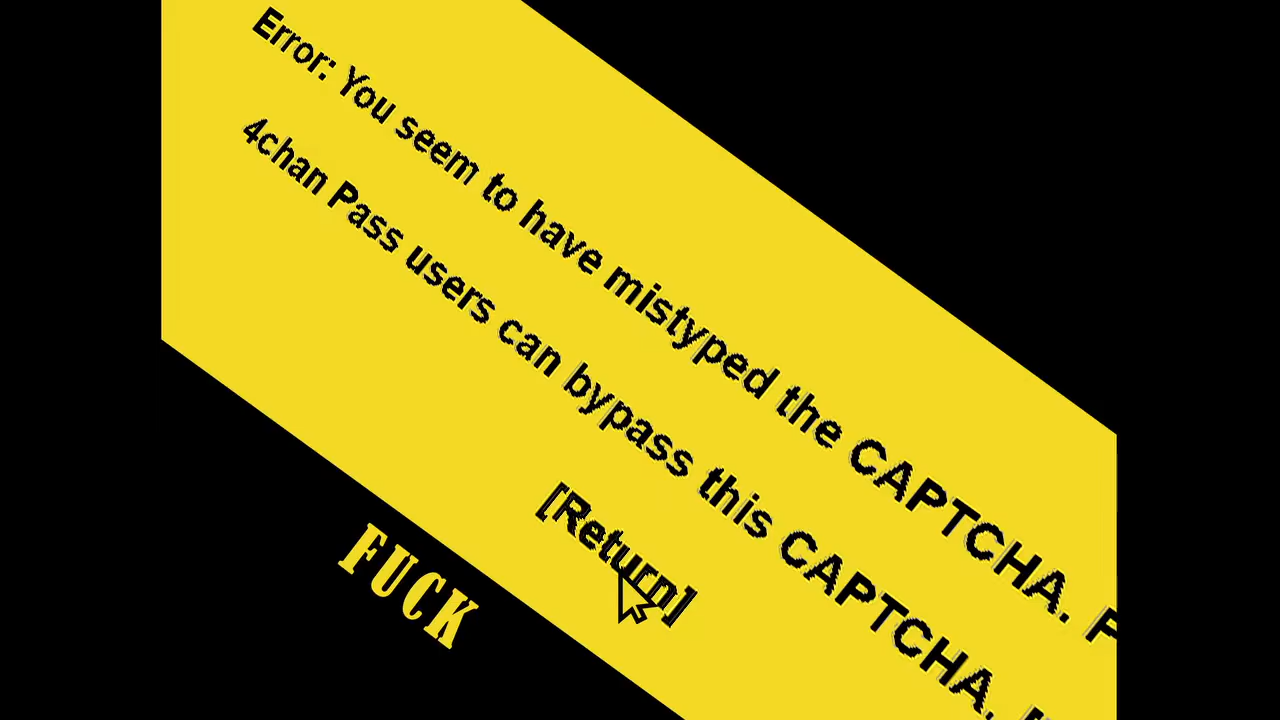 Error: You seem to have mistyped the CAPTCHA.
4chan Pass users can bypass this CAPTCHA.
[Return]
FUCK